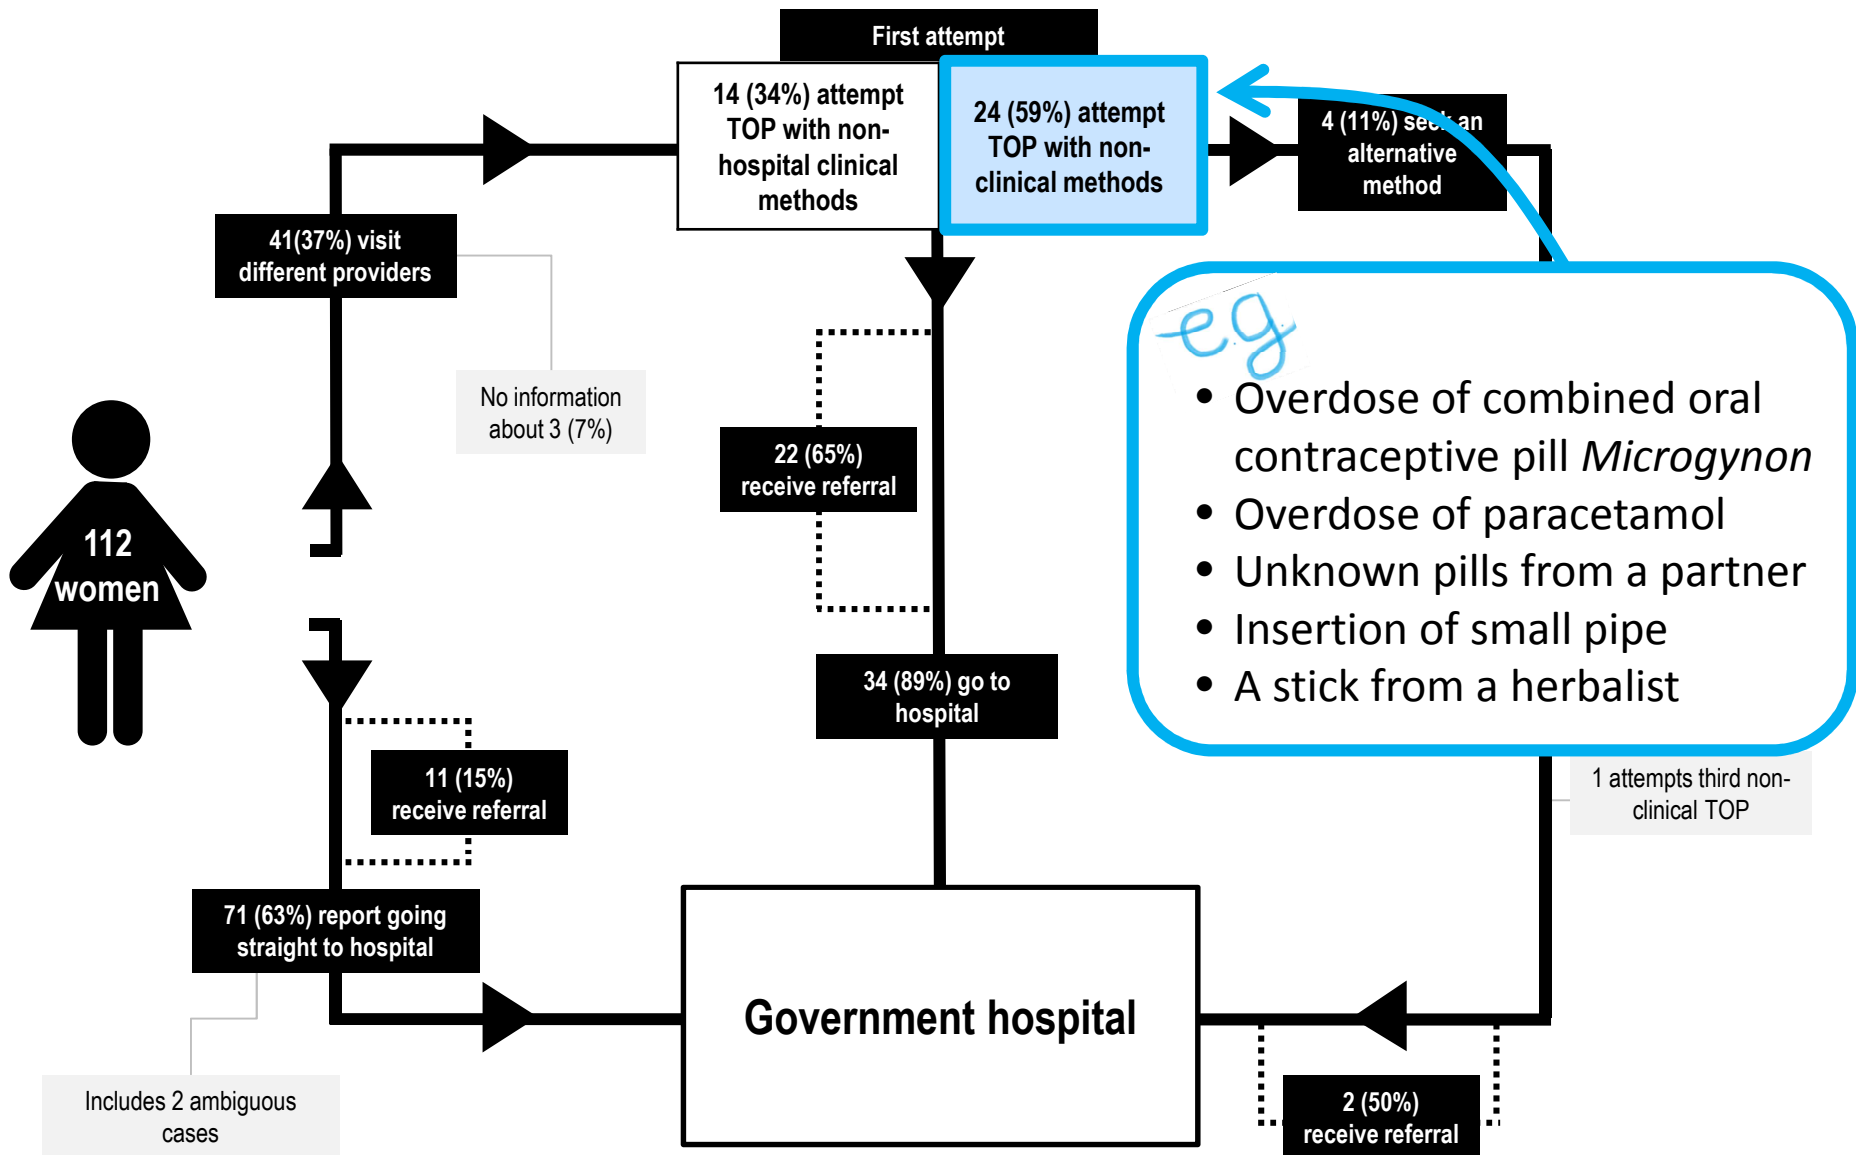 First attempt
14 (34%) attempt
TOP with non-
hospital clinical
methods
24 (59%) attempt
TOP with non-
clinical methods
4 (11%) seek an
alternative
method
41(37%) visit
different providers
No information
about 3 (7%)
e.g.
• Overdose of combined oral
contraceptive pill Microgynon
• Overdose of paracetamol
• Unknown pills from a partner
• Insertion of small pipe
• A stick from a herbalist
22 (65%)
receive referral
112
women
34 (89%) go to
hospital
11 (15%)
receive referral
1 attempts third non-
clinical TOP
71 (63%) report going
straight to hospital
Government hospital
Includes 2 ambiguous
cases
2 (50%)
receive referral